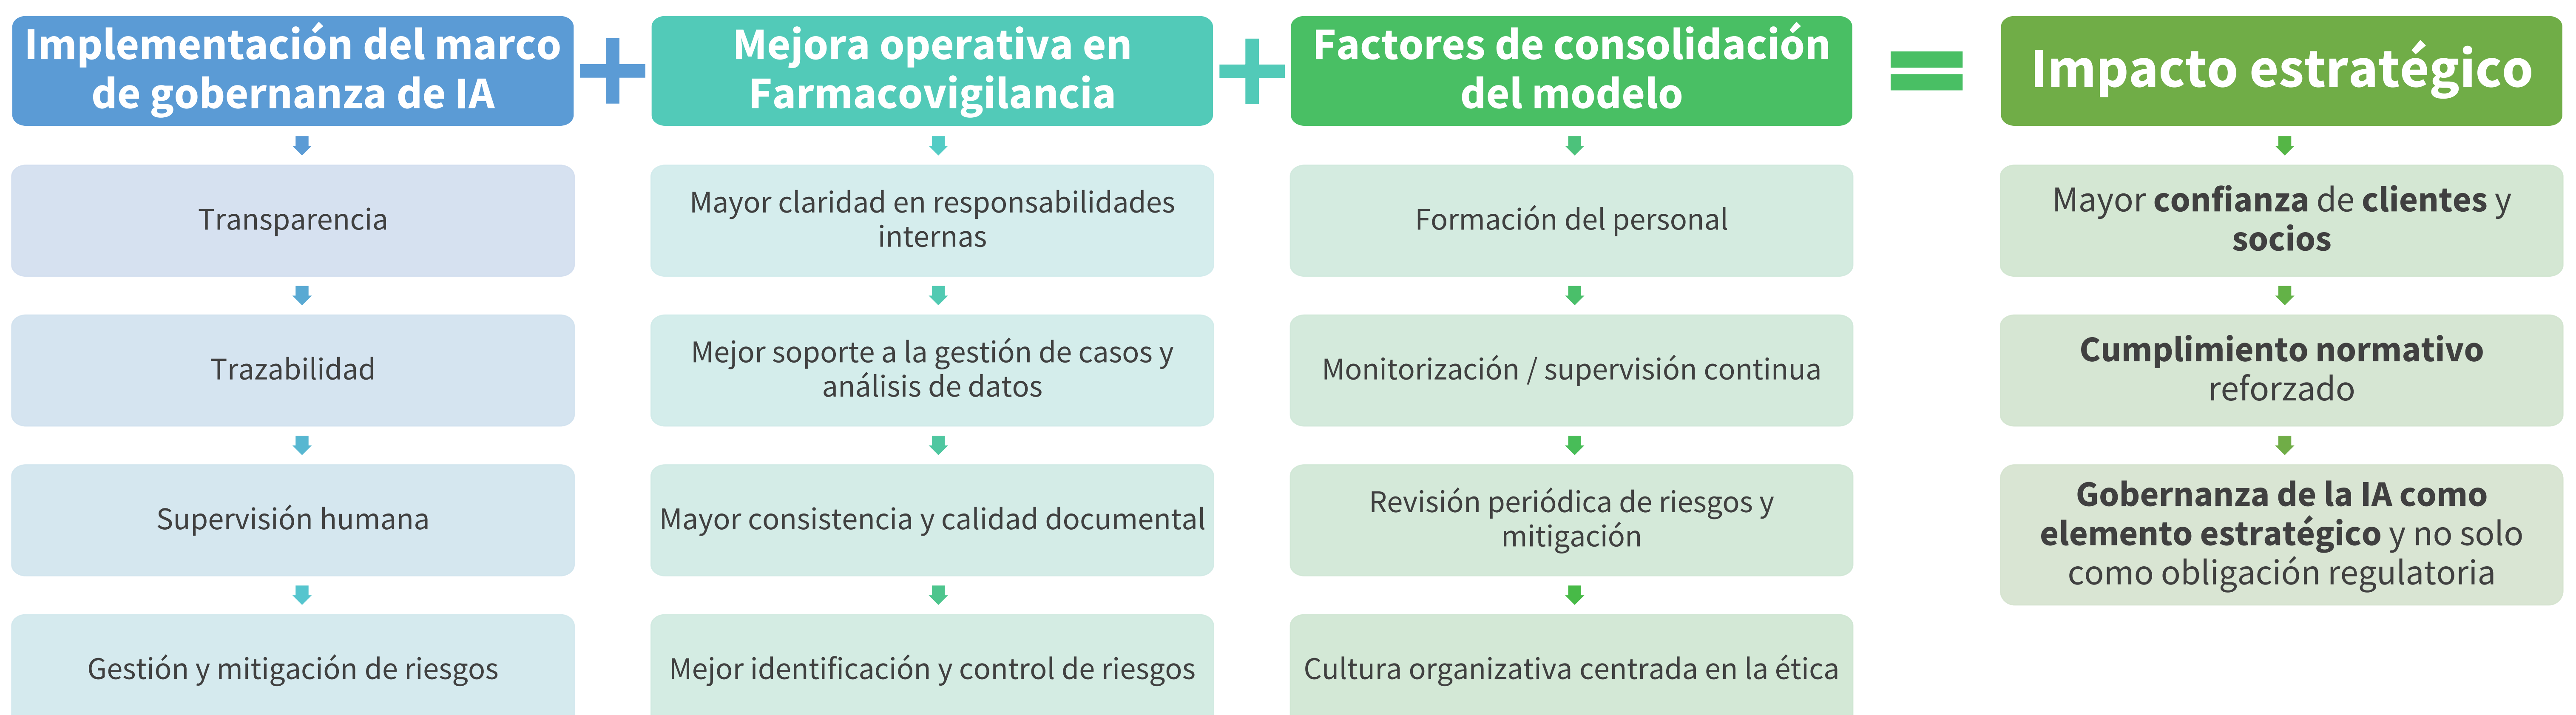 Implementación del marco
de gobernanza de IA
Transparencia
Trazabilidad
Supervisión humana
Gestión y mitigación de riesgos
+
Mejora operativa en
Farmacovigilancia
Mayor claridad en responsabilidades
internas
Mejor soporte a la gestión de casos y
análisis de datos
Mayor consistencia y calidad documental
Mejor identificación y control de riesgos
+
Factores de consolidación
del modelo
Formación del personal
Monitorización / supervisión continua
Revisión periódica de riesgos y
mitigación
Cultura organizativa centrada en la ética
=
Impacto estratégico
Mayor confianza de clientes y
socios
Cumplimiento normativo
reforzado
Gobernanza de la IA como
elemento estratégico y no solo
como obligación regulatoria